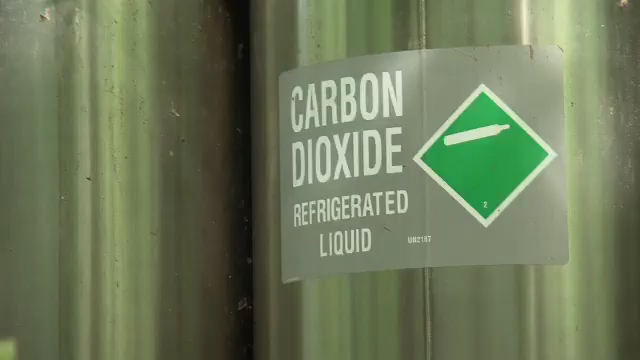 CARBON
DIOXIDE
REFRIGERATED
LIQUID
UN2187
2